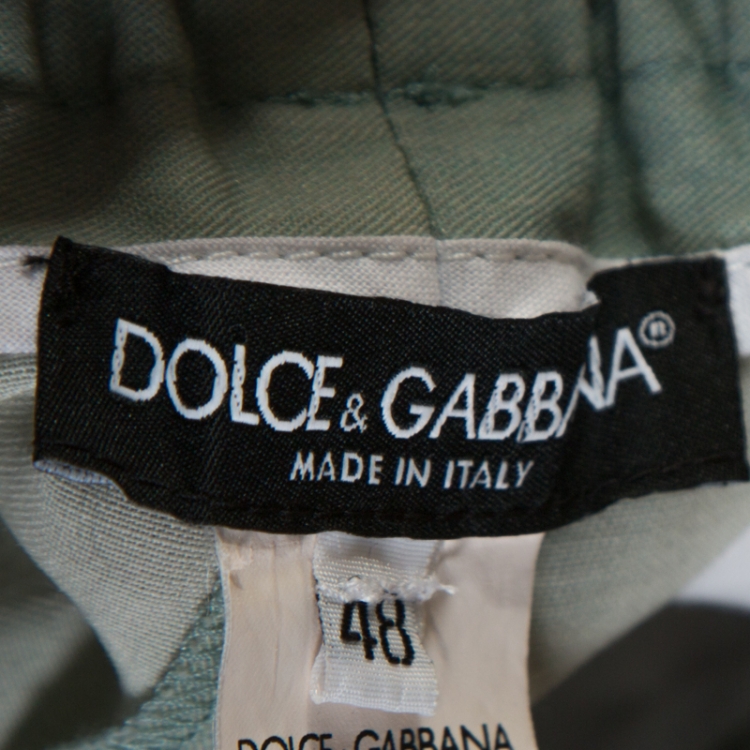 DOLCE & GABBANA®
MADE IN ITALY
48
DOLCE & GABBANA